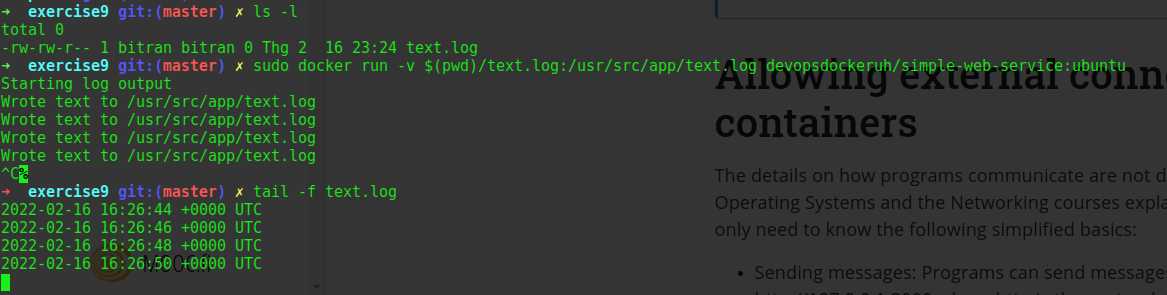 ➜  exercise9 git:(master) ✗ ls -l
total 0
-rw-rw-r-- 1 bitran bitran 0 Thg 2  16 23:24 text.log
➜  exercise9 git:(master) ✗ sudo docker run -v $(pwd)/text.log:/usr/src/app/text.log devopsdockeruh/simple-web-service:ubuntu
Starting log output
Wrote text to /usr/src/app/text.log
Wrote text to /usr/src/app/text.log
Wrote text to /usr/src/app/text.log
Wrote text to /usr/src/app/text.log
^C%
➜  exercise9 git:(master) ✗ tail -f text.log
2022-02-16 16:26:44 +0000 UTC
2022-02-16 16:26:46 +0000 UTC
2022-02-16 16:26:48 +0000 UTC
2022-02-16 16:26:50 +0000 UTC
Allowing external conn
containers
The details on how programs communicate are not d
Operating Systems and the Networking courses expla
only need to know the following simplified basics:
• Sending messages: Programs can send message